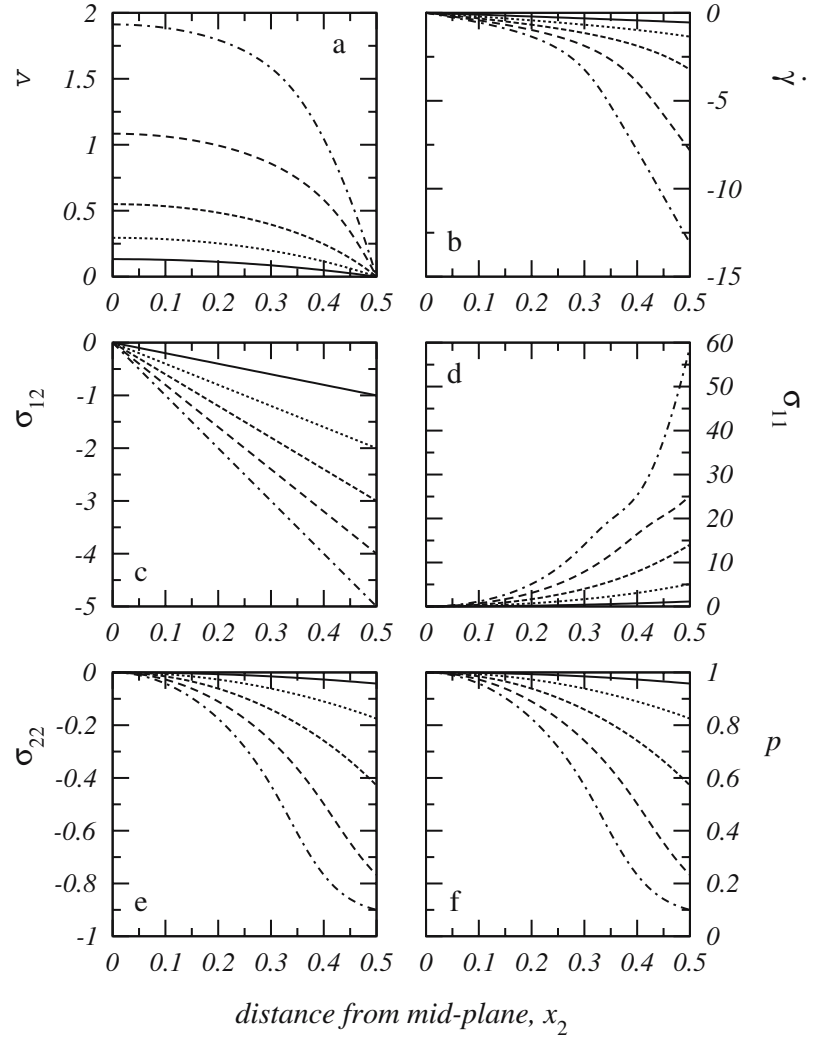 2
1.5
1
0.5
0
v
a
0 0.1 0.2 0.3 0.4 0.5
0
-5
-10
-15
γ̇
b
0 0.1 0.2 0.3 0.4 0.5
0
-1
-2
-3
-4
-5
σ12
c
0 0.1 0.2 0.3 0.4 0.5
60
50
40
30
20
10
0
σ11
d
0 0.1 0.2 0.3 0.4 0.5
0
-0.2
-0.4
-0.6
-0.8
-1
σ22
e
0 0.1 0.2 0.3 0.4 0.5
1
0.8
0.6
0.4
0.2
0
p
f
0 0.1 0.2 0.3 0.4 0.5
distance from mid-plane, x2